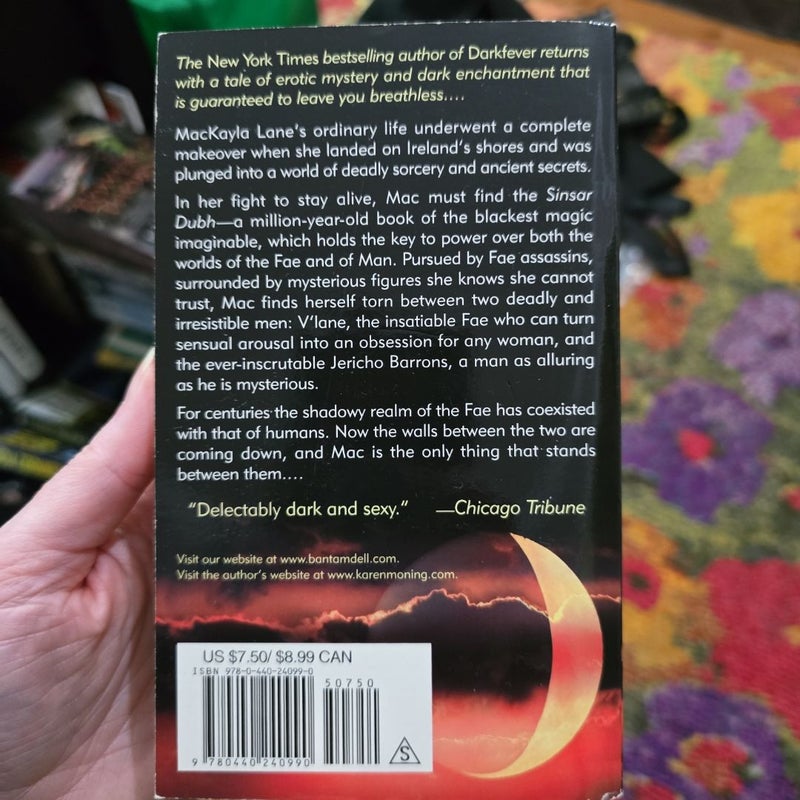 The New York Times bestselling author of Darkfever returns
with a tale of erotic mystery and dark enchantment that
is guaranteed to leave you breathless....
MacKayla Lane's ordinary life underwent a complete
makeover when she landed on Ireland's shores and was
plunged into a world of deadly sorcery and ancient secrets.
In her fight to stay alive, Mac must find the Sinsar
Dubh—a million-year-old book of the blackest magic
imaginable, which holds the key to power over both the
worlds of the Fae and of Man. Pursued by Fae assassins,
surrounded by mysterious figures she knows she cannot
trust, Mac finds herself torn between two deadly and
irresistible men: V'lane, the insatiable Fae who can turn
sensual arousal into an obsession for any woman, and
the ever-inscrutable Jericho Barrons, a man as alluring
as he is mysterious.
For centuries the shadowy realm of the Fae has coexisted
with that of humans. Now the walls between the two are
coming down, and Mac is the only thing that stands
between them....
"Delectably dark and sexy." —Chicago Tribune
Visit our website at www.bantamdell.com.
Visit the author's website at www.karenmoning.com.
US $7.50/ $8.99 CAN
ISBN 978-0-440-24099-0
50750
9 780440 240990
S